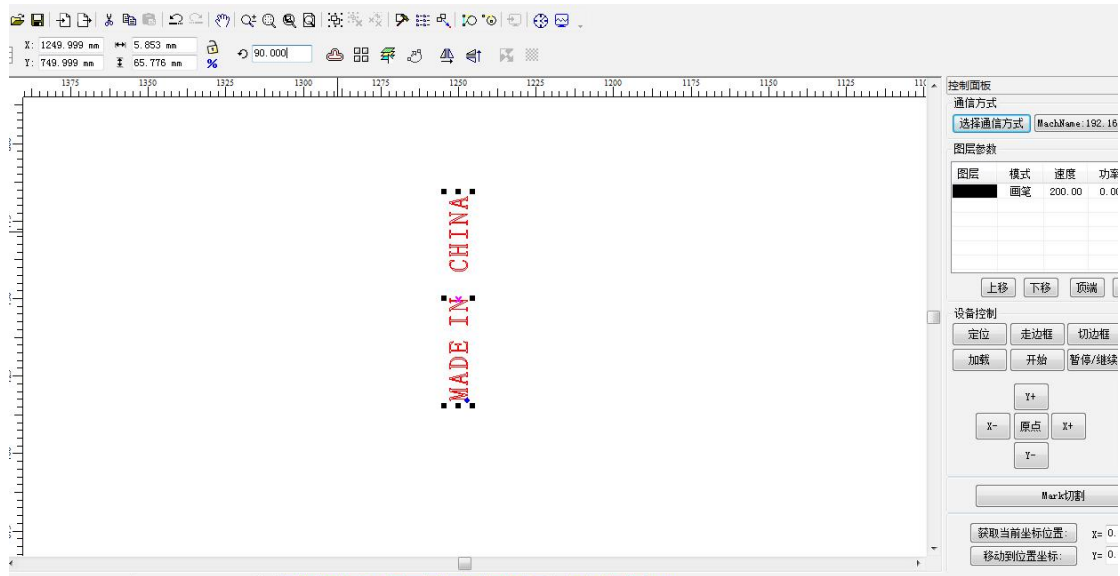 X: 1249.999 mm 5.853 mm
Y: 749.999 mm 65.776 mm %
90.000
1375 1350 1325 1300 1275 1250 1225 1200 1175 1150 1125
MADE IN CHINA
控制面板
通信方式
选择通信方式 MachName:192.16
图层参数
图层 模式 速度 功率
画笔 200.00 0.00
上移 下移 顶端
设备控制
定位 走边框 切边框
加载 开始 暂停/继续
Y+
X- 原点 X+
Y-
Mark切割
获取当前坐标位置: X= 0.
移动到位置坐标: Y= 0.